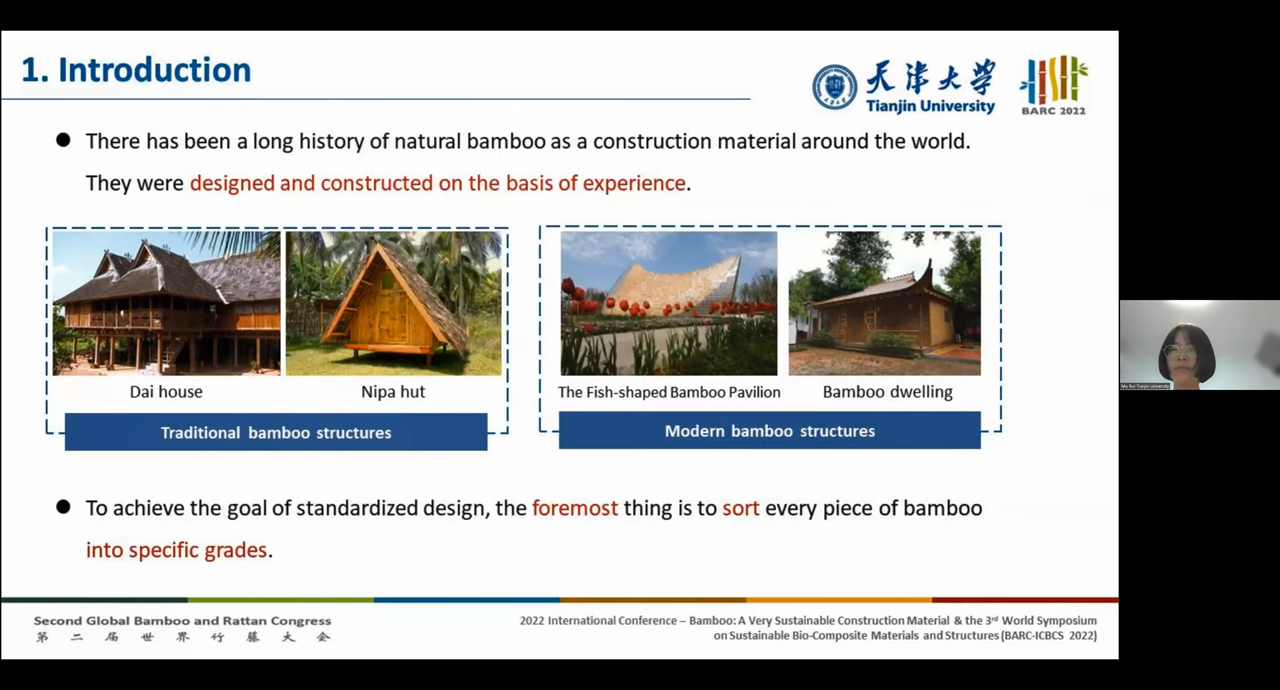 1. Introduction
天津大学
Tianjin University
BARC 2022
● There has been a long history of natural bamboo as a construction material around the world.
They were designed and constructed on the basis of experience.
Dai house
Nipa hut
Traditional bamboo structures
The Fish-shaped Bamboo Pavilion
Bamboo dwelling
Modern bamboo structures
● To achieve the goal of standardized design, the foremost thing is to sort every piece of bamboo
into specific grades.
Second Global Bamboo and Rattan Congress
第二届世界竹藤大会
2022 International Conference – Bamboo: A Very Sustainable Construction Material & the 3rd World Symposium
on Sustainable Bio-Composite Materials and Structures (BARC-ICBCS 2022)
Tianjin University